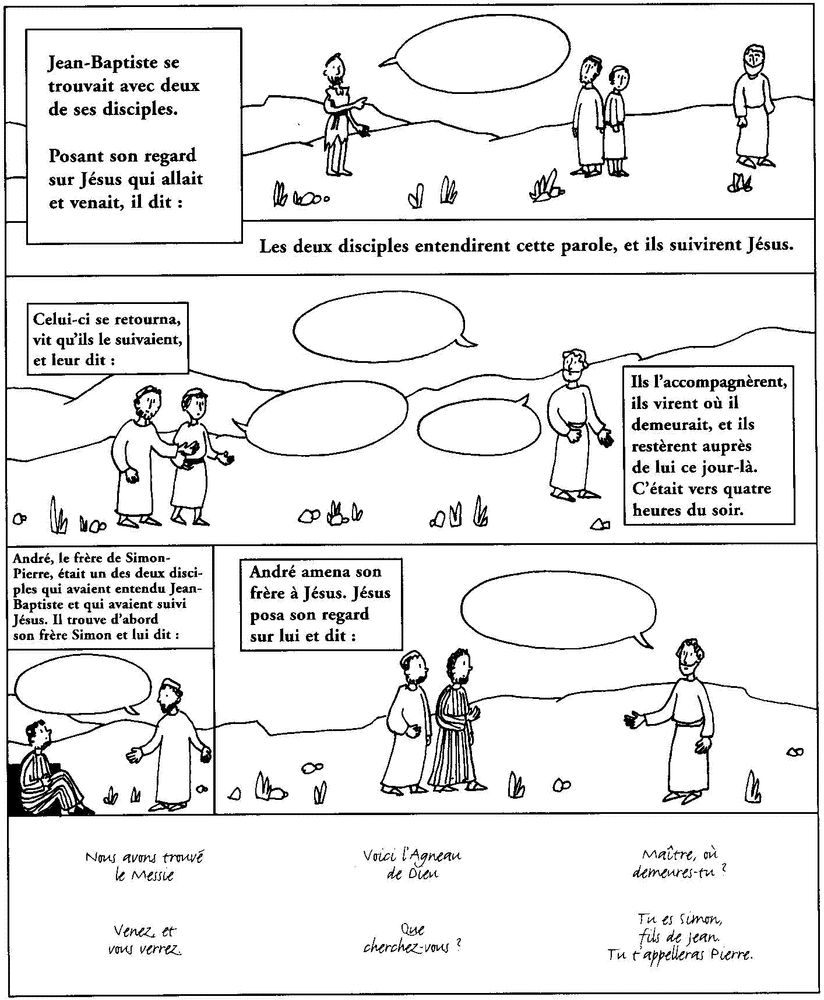 Jean-Baptiste se
trouvait avec deux
de ses disciples.
Posant son regard
sur Jésus qui allait
et venait, il dit :
Les deux disciples entendirent cette parole, et ils suivirent Jésus.
Celui-ci se retourna,
vit qu'ils le suivaient,
et leur dit :
Ils l'accompagnèrent,
ils virent où il
demeurait, et ils
restèrent auprès
de lui ce jour-là.
C'était vers quatre
heures du soir.
André, le frère de Simon-
Pierre, était un des deux disci-
ples qui avaient entendu Jean-
Baptiste et qui avaient suivi
Jésus. Il trouve d'abord
son frère Simon et lui dit :
André amena son
frère à Jésus. Jésus
posa son regard
sur lui et dit :
Nous avons trouvé
le Messie
Voici l'Agneau
de Dieu
Maître, où
demeures-tu ?
Venez, et
vous verrez.
Que
cherchez-vous ?
Tu es Simon,
fils de Jean.
Tu t'appelleras Pierre.